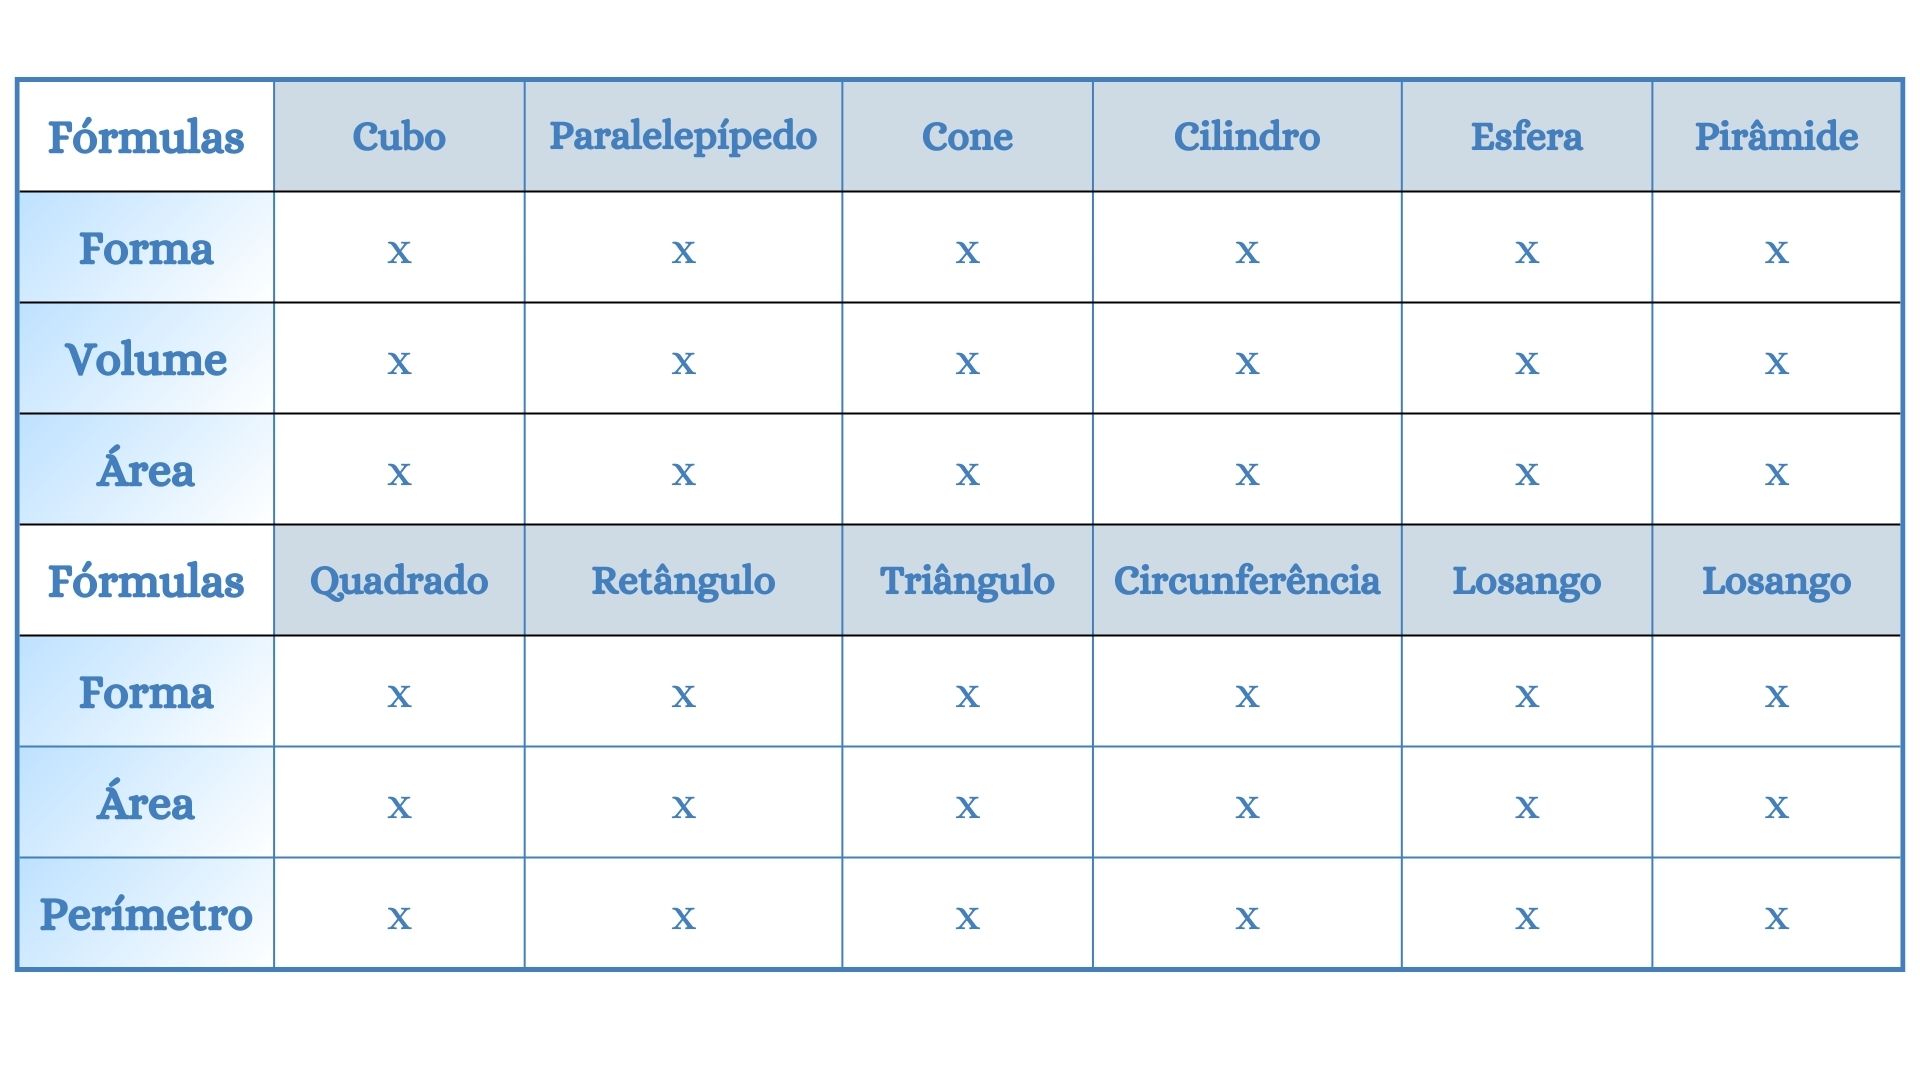 Fórmulas Cubo Paralelepípedo Cone Cilindro Esfera Pirâmide
Forma x x x x x x
Volume x x x x x x
Área x x x x x x
Fórmulas Quadrado Retângulo Triângulo Circunferência Losango Losango
Forma x x x x x x
Área x x x x x x
Perímetro x x x x x x